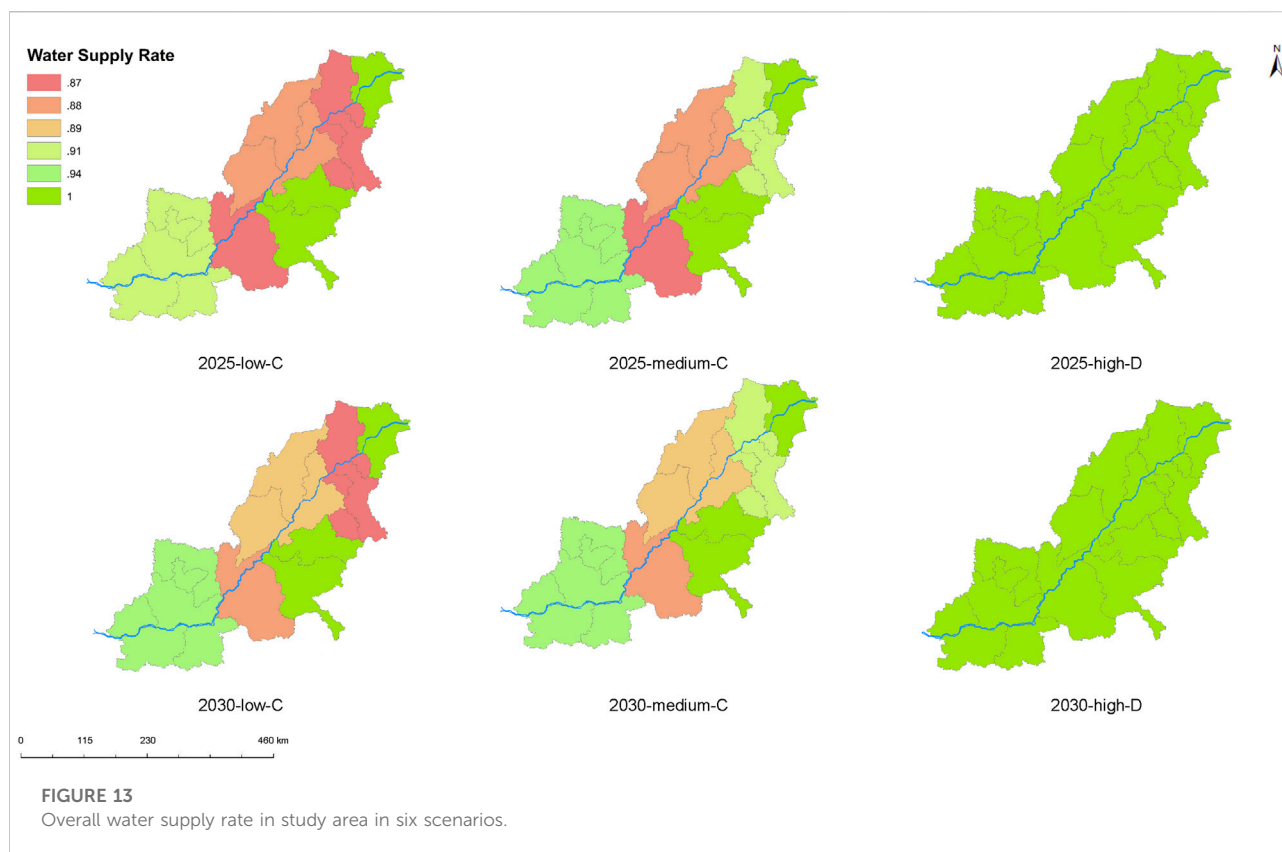 Water Supply Rate
.87
.88
.89
.91
.94
1
N
2025-low-C
2025-medium-C
2025-high-D
2030-low-C
2030-medium-C
2030-high-D
0 115 230 460 km
FIGURE 13
Overall water supply rate in study area in six scenarios.